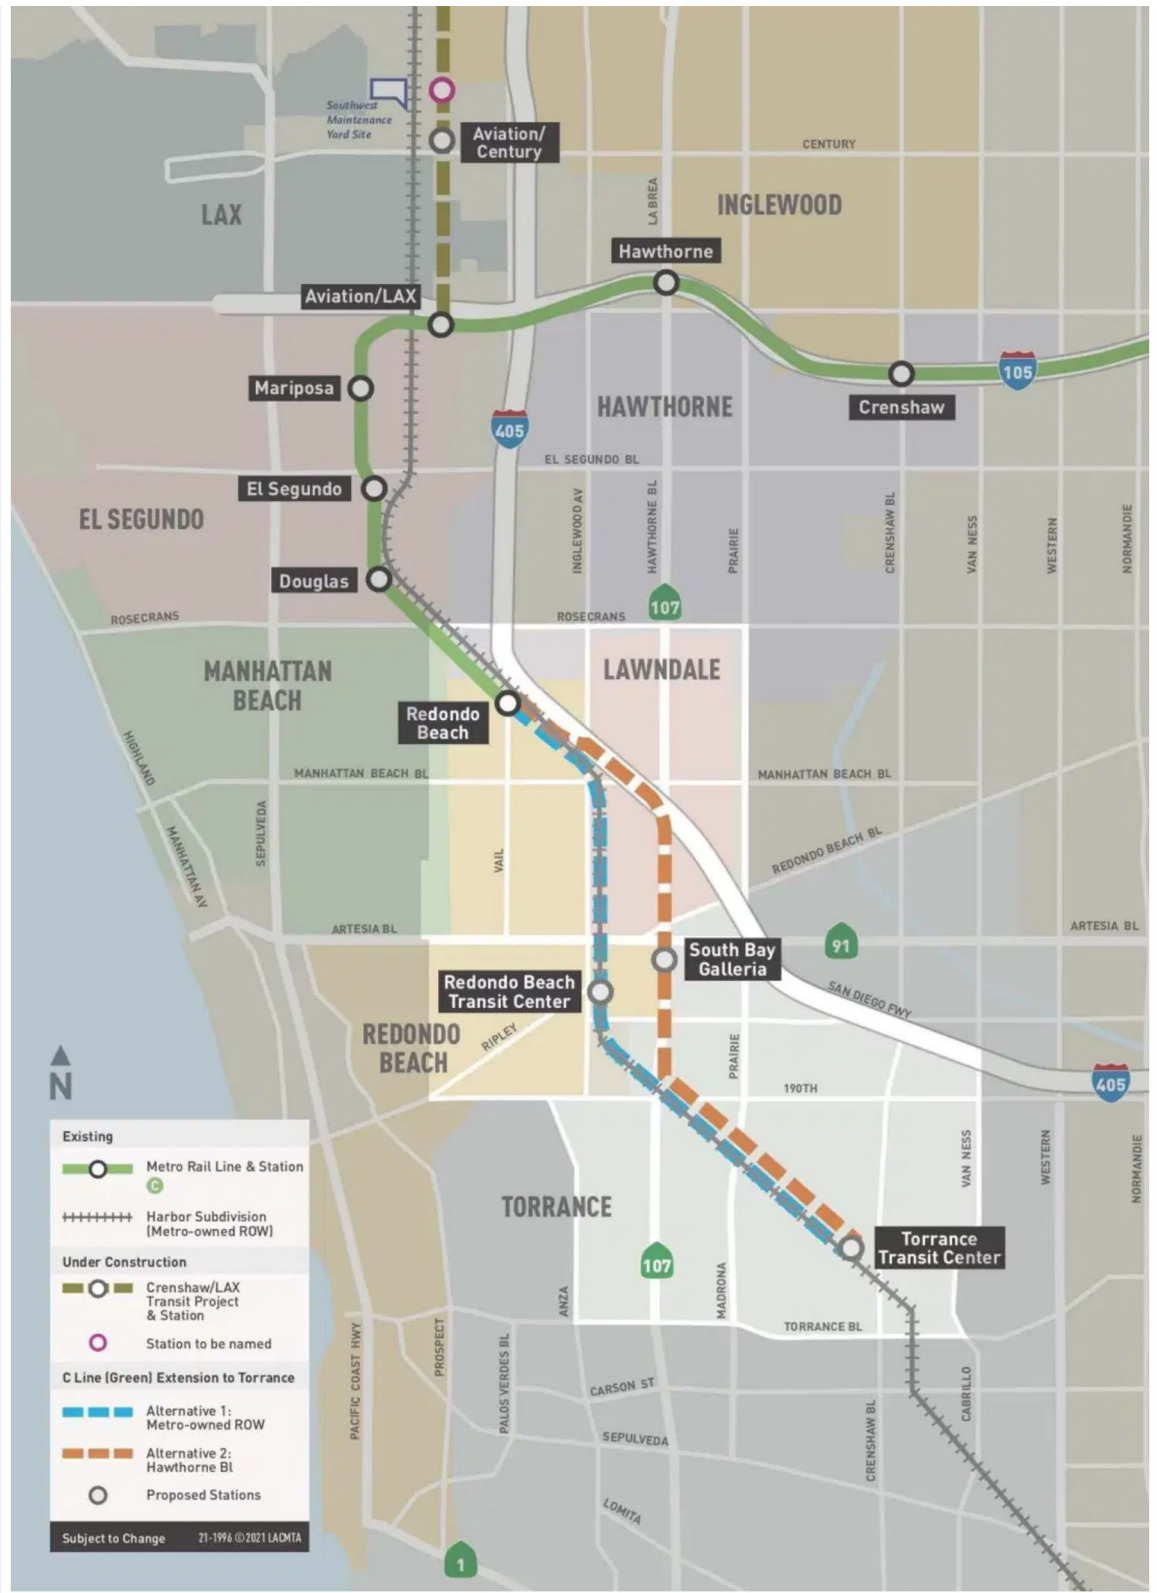 Southwest
Maintenance
Yard Site
Aviation/
Century
CENTURY
LAX
LA BREA
INGLEWOOD
Hawthorne
Aviation/LAX
Mariposa
HAWTHORNE
105
Crenshaw
405
EL SEGUNDO BL
El Segundo
EL SEGUNDO
INGLEWOOD AV
HAWTHORNE BL
PRAIRIE
CRENSHAW BL
VAN NESS
WESTERN
NORMANDIE
Douglas
107
ROSECRANS
ROSECRANS
MANHATTAN
BEACH
LAWNDALE
Redondo
Beach
HIGHLAND
MANHATTAN BEACH BL
MANHATTAN BEACH BL
SEPULVEDA
MANHATTAN AV
VAIL
REDONDO BEACH BL
ARTESIA BL
ARTESIA BL
91
South Bay
Galleria
Redondo Beach
Transit Center
SAN DIEGO FWY
REDONDO
BEACH
RIPLEY
PRAIRIE
N
190TH
405
VAN NESS
WESTERN
NORMANDIE
TORRANCE
Torrance
Transit Center
107
ANZA
MADRONA
TORRANCE BL
PACIFIC COAST HWY
PROSPECT
PALOS VERDES BL
CARSON ST
CRENSHAW BL
CABRILLO
SEPULVEDA
LOMITA
1
Existing
Metro Rail Line & Station
C
Harbor Subdivision
(Metro-owned ROW)
Under Construction
Crenshaw/LAX
Transit Project
& Station
Station to be named
C Line (Green) Extension to Torrance
Alternative 1:
Metro-owned ROW
Alternative 2:
Hawthorne Bl
Proposed Stations
Subject to Change 21-1996 ©2021 LACMTA